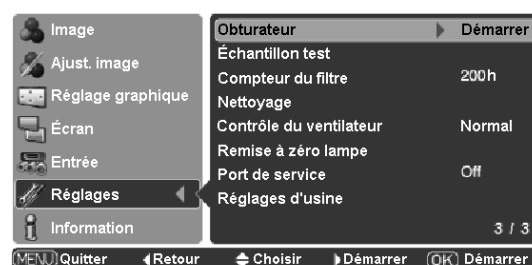 Image
Ajust. image
Réglage graphique
Écran
Entrée
Réglages
Information
Obturateur Démarrer
Échantillon test
Compteur du filtre 200h
Nettoyage
Contrôle du ventilateur Normal
Remise à zéro lampe
Port de service Off
Réglages d'usine
3 / 3
MENU Quitter Retour Choisir Démarrer OK Démarrer